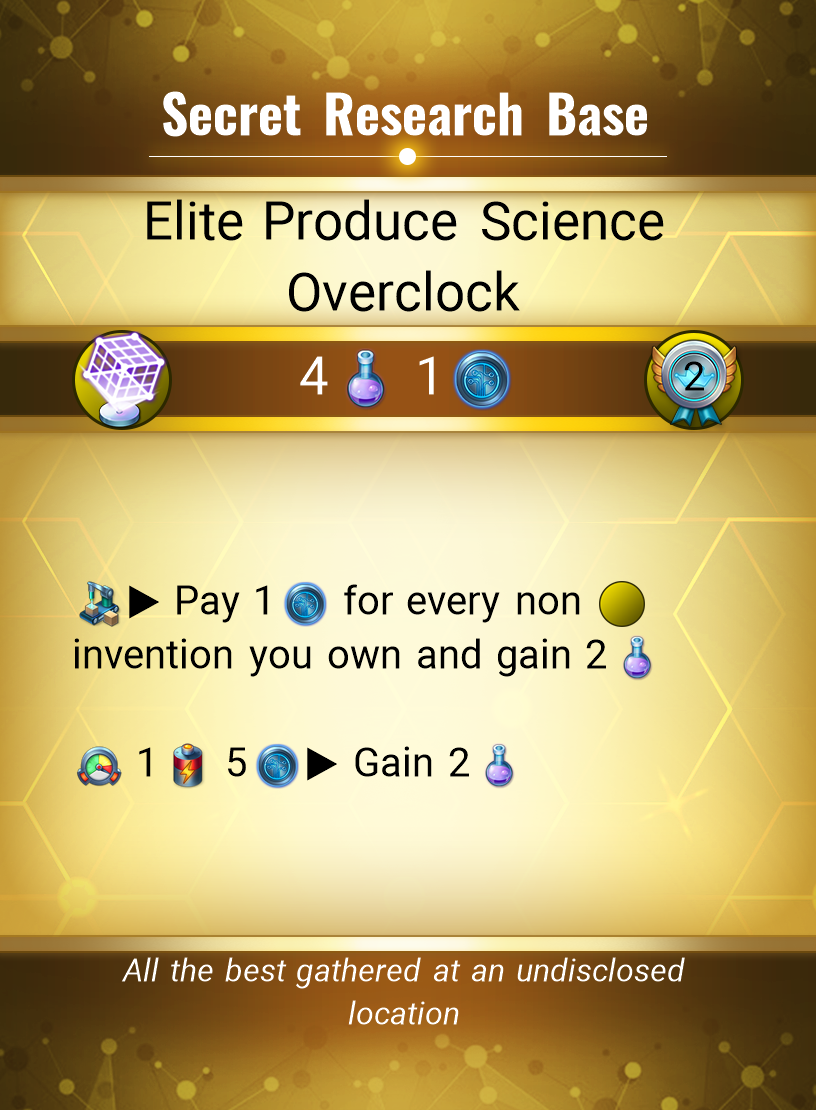 Secret Research Base
Elite Produce Science
Overclock
4 1 2
Pay 1 for every non
invention you own and gain 2
1 5 Gain 2
All the best gathered at an undisclosed
location